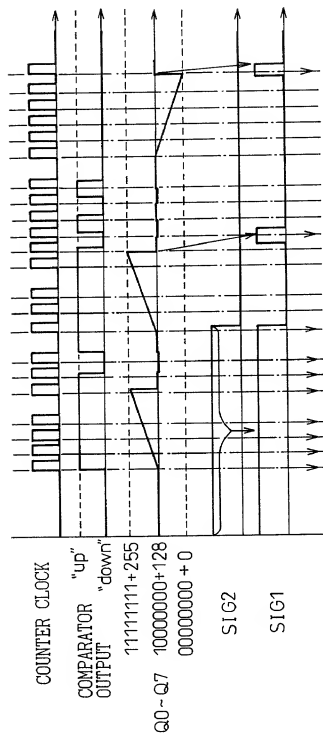 COUNTER CLOCK
COMPARATOR OUTPUT "up"
"down"
11111111+255
Q0~Q7 10000000+128
00000000+0
SIG2
SIG1